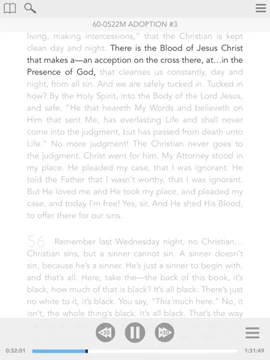 60-0522M ADOPTION #3
living, making intercessions,” that the Christian is kept
clean day and night. There is the Blood of Jesus Christ
that makes a—an acception on the cross there, at…in the
Presence of God, that cleanses us constantly, day and
night, from all sin. And we are safely tucked in. Tucked in
how? By the Holy Spirit, into the Body of the Lord Jesus,
and safe. “He that heareth My Words and believeth on
Him that sent Me, has everlasting Life and shall never
come into the judgment, but has passed from death unto
Life.” No more judgment! The Christian never goes to
the judgment. Christ went for him. My Attorney stood in
my place. He pleaded my case, that I was ignorant. He
told the Father that I wasn’t worthy, that I was ignorant.
But He loved me and He took my place, and pleaded my
case, and today I’m free! Yes, sir. And He shed His Blood,
to offer there for our sins.
56 Remember last Wednesday night, no Christian…
Christian sins, but a sinner cannot sin. A sinner doesn’t
sin, because he’s a sinner. He’s just a sinner to begin with,
and that’s all. Here, take the—the back of this book, it’s
black, how much of that is black? It’s all black. There’s just
no white to it, it’s black. You say, “This much here.” No, it
isn’t, the whole thing’s black. It’s all black. That’s the way
0:32:01
1:31:49